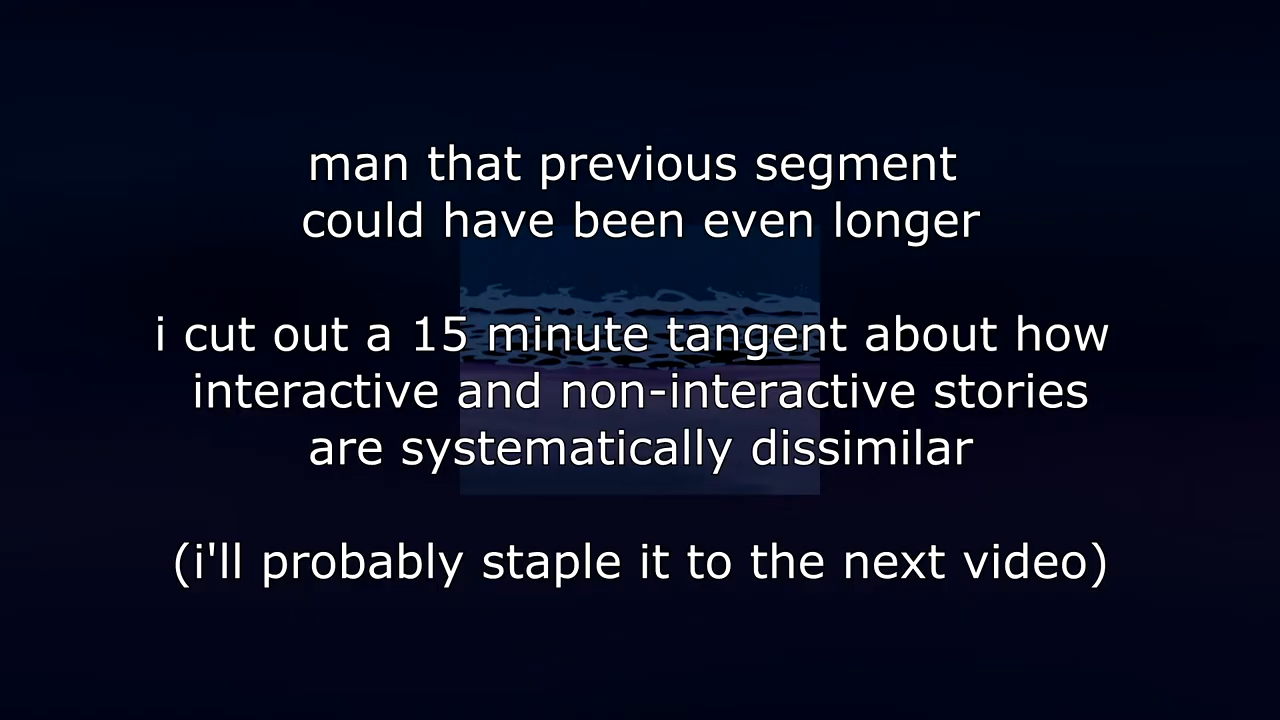 man that previous segment
could have been even longer
i cut out a 15 minute tangent about how
interactive and non-interactive stories
are systematically dissimilar
(i'll probably staple it to the next video)